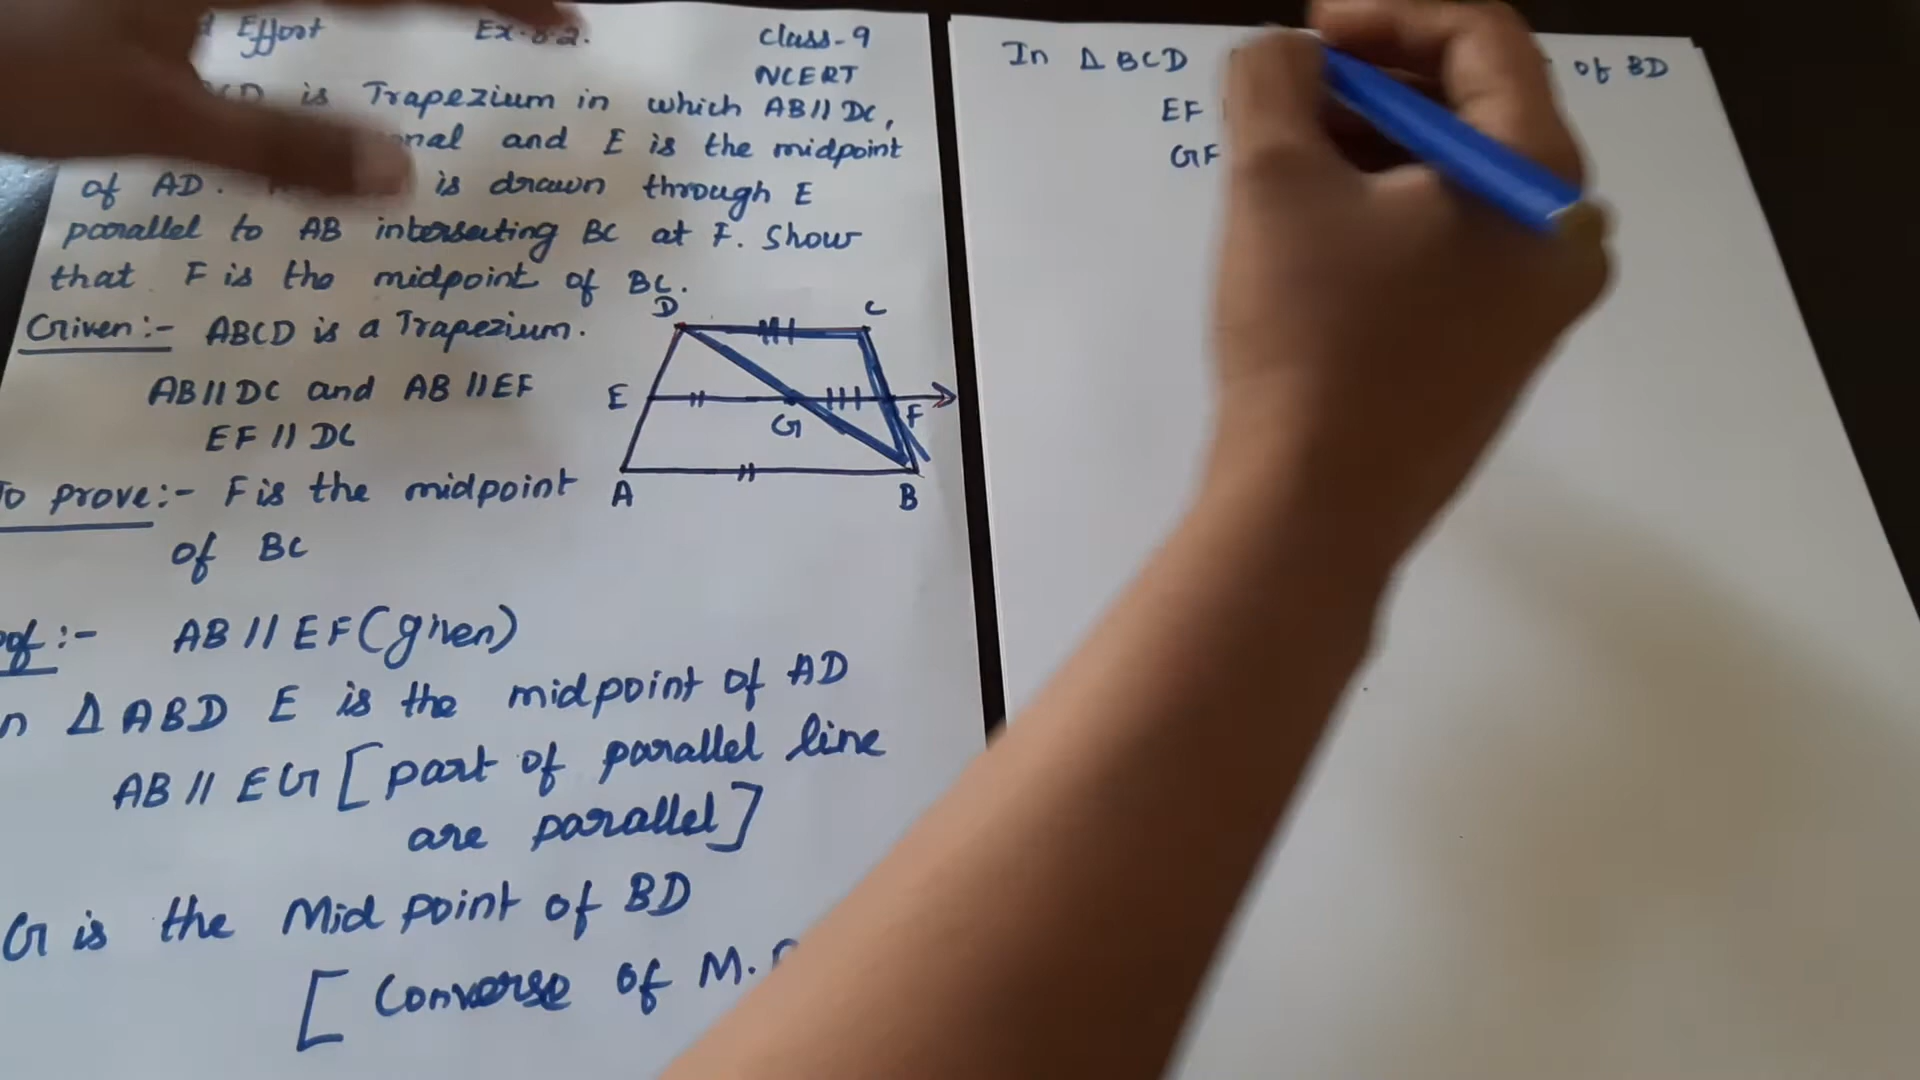 Effort Ex. 8.2. Class-9
NCERT
is Trapezium in which AB // DC,
and E is the midpoint
of AD. is drawn through E
parallel to AB intersecting BC at F. Show
that F is the midpoint of BC.
Given:- ABCD is a Trapezium.
AB // DC and AB // EF
EF // DC
To prove:- F is the midpoint
of BC
D C
E G F
A B
:- AB // EF (given)
Δ ABD E is the midpoint of AD
AB // EG [part of parallel line
are parallel]
G is the Mid point of BD
[Converse of M.
In Δ BCD of BD
EF
GF